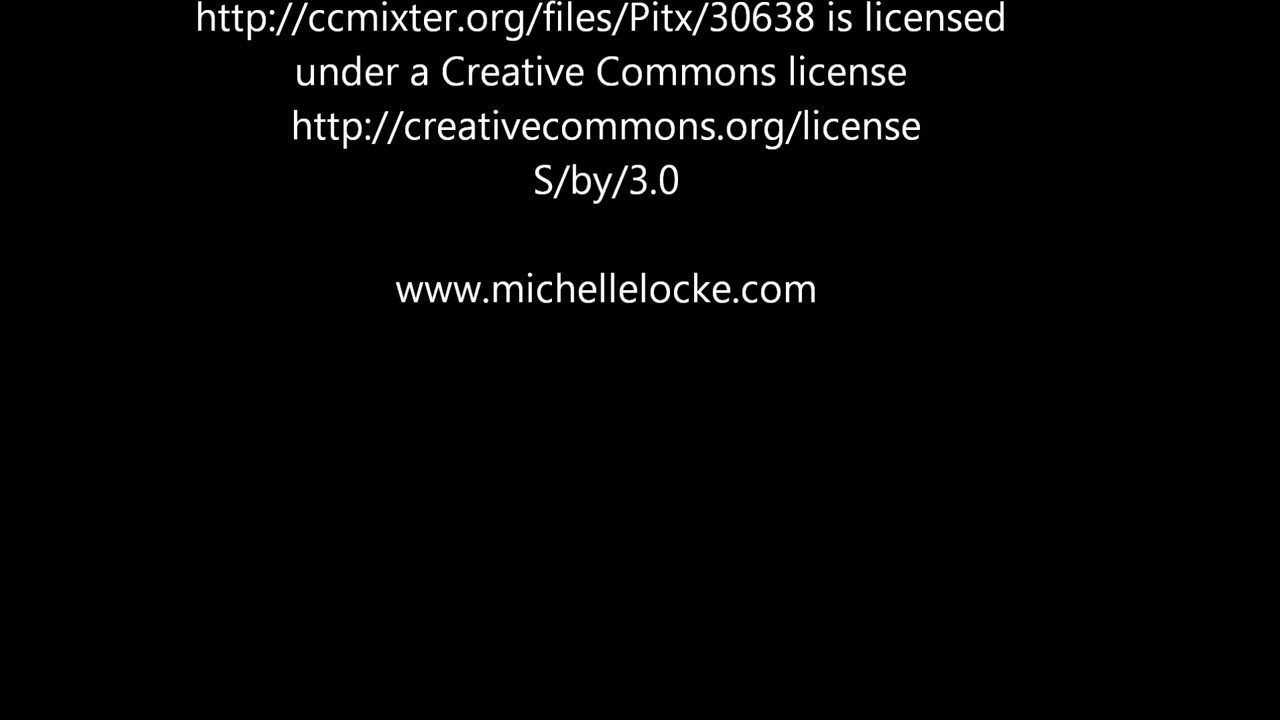 http://ccmixter.org/files/Pitx/30638 is licensed
under a Creative Commons license
http://creativecommons.org/license
S/by/3.0
www.michellelocke.com